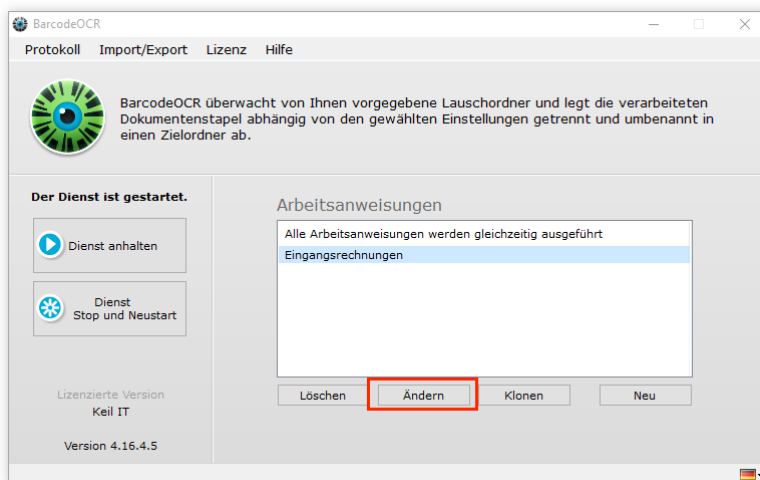 BarcodeOCR
Protokoll Import/Export Lizenz Hilfe
BarcodeOCR überwacht von Ihnen vorgegebene Lauschordner und legt die verarbeiteten
Dokumentenstapel abhängig von den gewählten Einstellungen getrennt und umbenannt in
einen Zielordner ab.
Der Dienst ist gestartet.
Dienst anhalten
Dienst
Stop und Neustart
Lizenzierte Version
Keil IT
Version 4.16.4.5
Arbeitsanweisungen
Alle Arbeitsanweisungen werden gleichzeitig ausgeführt
Eingangsrechnungen
Löschen Ändern Klonen Neu